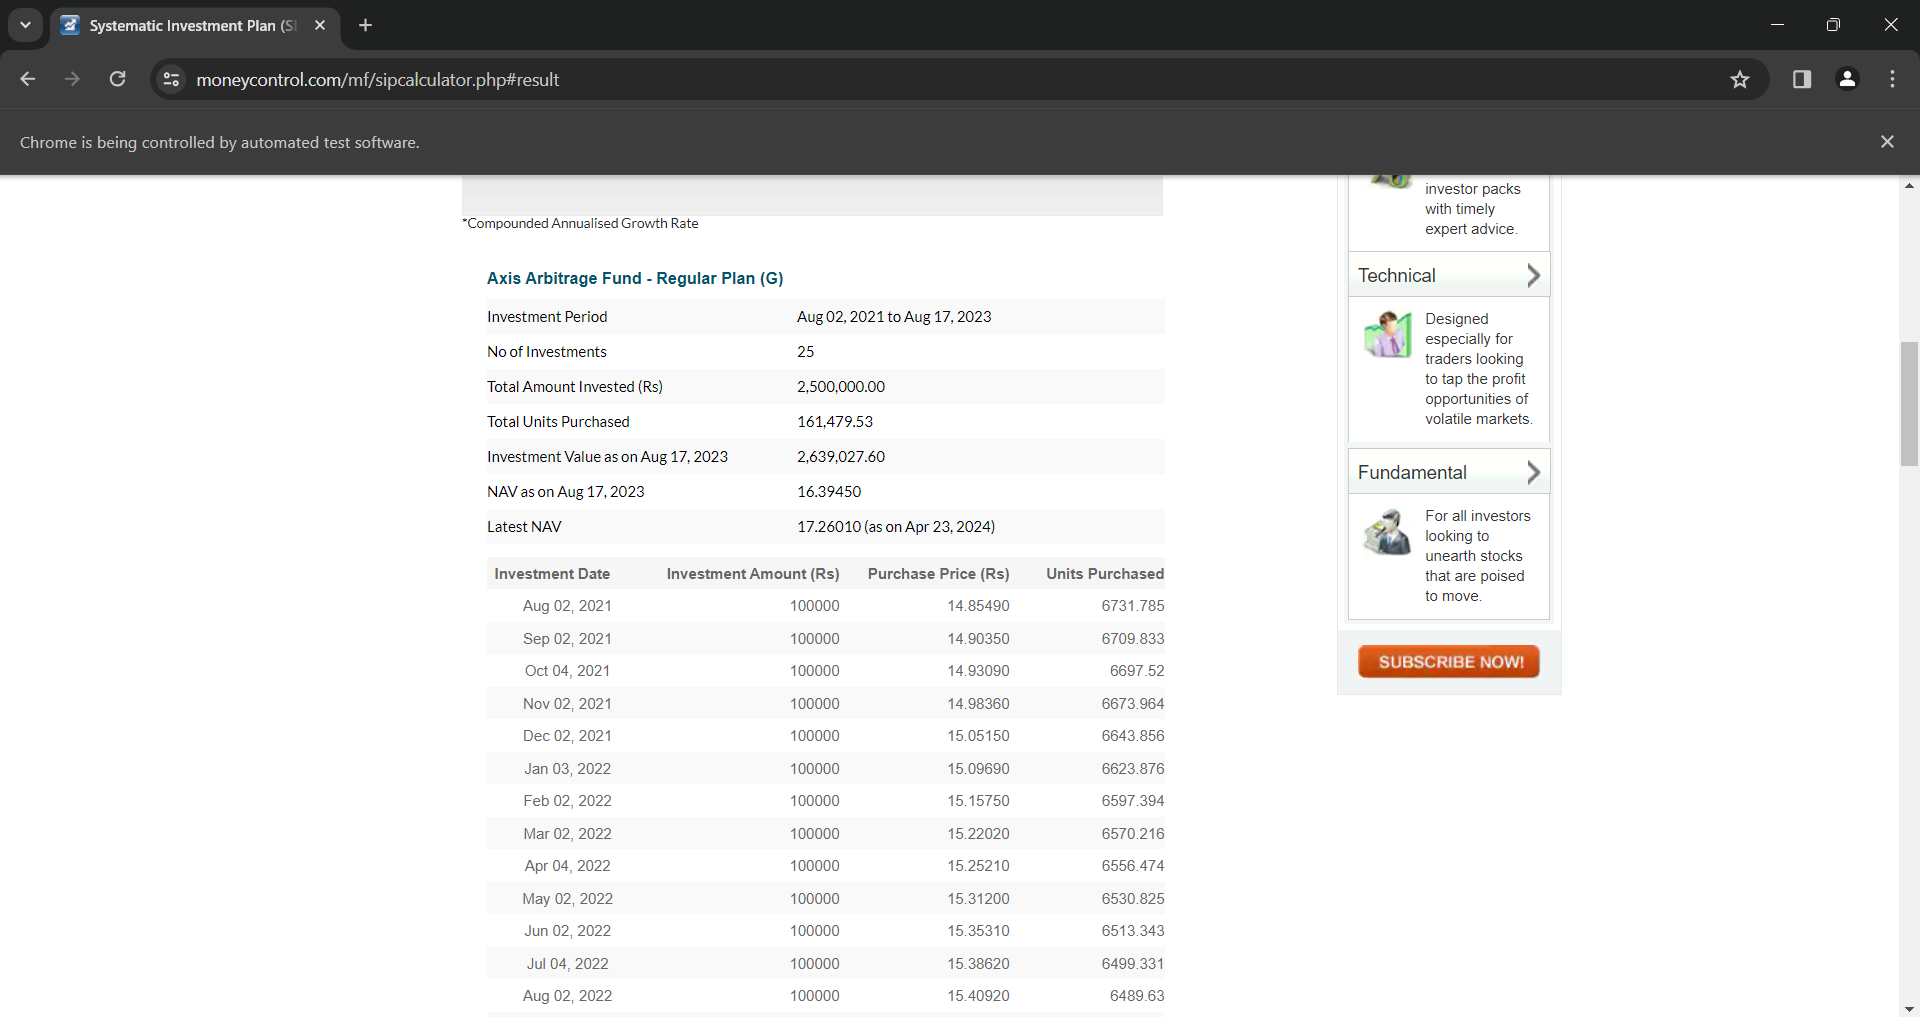 Systematic Investment Plan (SI
moneycontrol.com/mf/sipcalculator.php#result
Chrome is being controlled by automated test software.
*Compounded Annualised Growth Rate
Axis Arbitrage Fund - Regular Plan (G)
Investment Period Aug 02, 2021 to Aug 17, 2023
No of Investments 25
Total Amount Invested (Rs) 2,500,000.00
Total Units Purchased 161,479.53
Investment Value as on Aug 17, 2023 2,639,027.60
NAV as on Aug 17, 2023 16.39450
Latest NAV 17.26010 (as on Apr 23, 2024)
Investment Date Investment Amount (Rs) Purchase Price (Rs) Units Purchased
Aug 02, 2021 100000 14.85490 6731.785
Sep 02, 2021 100000 14.90350 6709.833
Oct 04, 2021 100000 14.93090 6697.52
Nov 02, 2021 100000 14.98360 6673.964
Dec 02, 2021 100000 15.05150 6643.856
Jan 03, 2022 100000 15.09690 6623.876
Feb 02, 2022 100000 15.15750 6597.394
Mar 02, 2022 100000 15.22020 6570.216
Apr 04, 2022 100000 15.25210 6556.474
May 02, 2022 100000 15.31200 6530.825
Jun 02, 2022 100000 15.35310 6513.343
Jul 04, 2022 100000 15.38620 6499.331
Aug 02, 2022 100000 15.40920 6489.63
investor packs
with timely
expert advice.
Technical
Designed
especially for
traders looking
to tap the profit
opportunities of
volatile markets.
Fundamental
For all investors
looking to
unearth stocks
that are poised
to move.
SUBSCRIBE NOW!